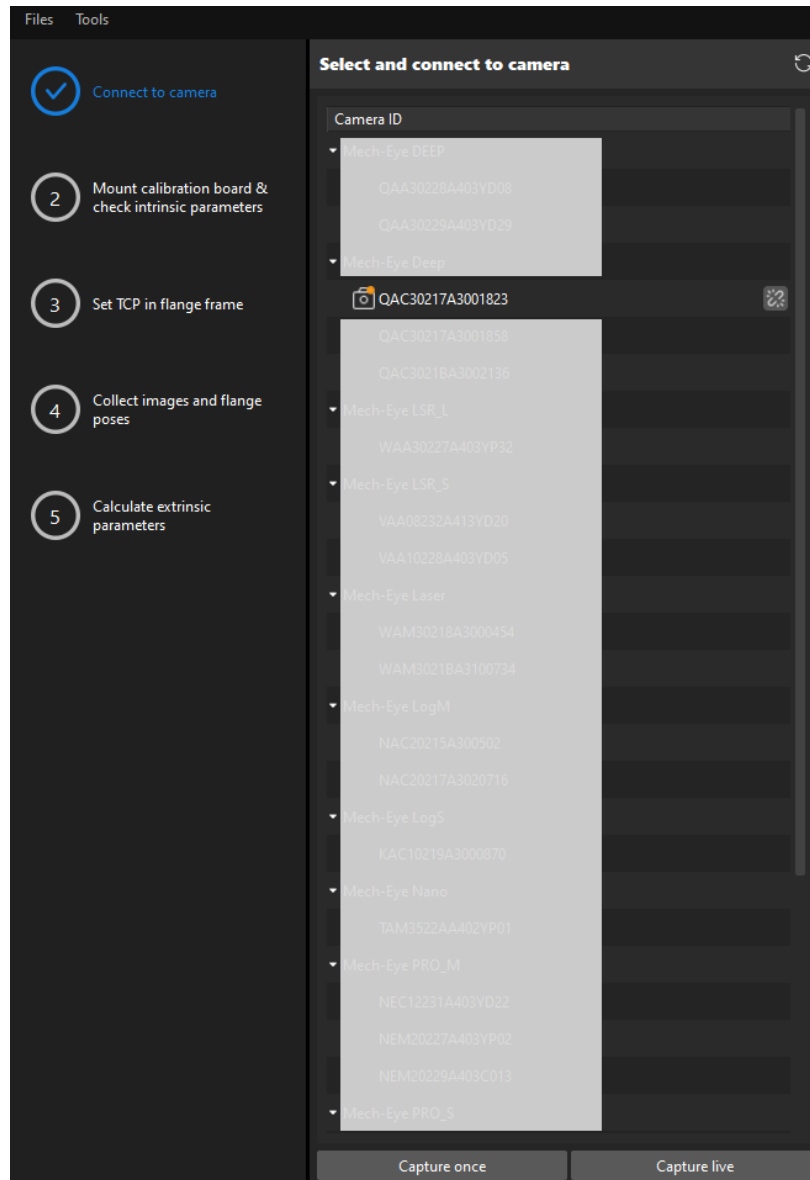 Files Tools
Connect to camera
2
Mount calibration board &
check intrinsic parameters
3
Set TCP in flange frame
4
Collect images and flange
poses
5
Calculate extrinsic
parameters
Select and connect to camera
Camera ID
Mech-Eye DEEP
QAA30228A403YD08
QAA30229A403YD29
Mech-Eye Deep
QAC30217A3001823
QAC30217A3001858
QAC3021BA3002136
Mech-Eye LSR_L
WAA30227A403YP32
Mech-Eye LSR_S
VAA08232A413YD20
VAA10228A403YD05
Mech-Eye Laser
WAM30218A3000454
WAM3021BA3100734
Mech-Eye LogM
NAC20215A300502
NAC20217A3020716
Mech-Eye LogS
KAC10219A3000870
Mech-Eye Nano
TAM3522AA402YP01
Mech-Eye PRO_M
NEC12231A403YD22
NEM20227A403YP02
NEM20229A403C013
Mech-Eye PRO_S
Capture once
Capture live